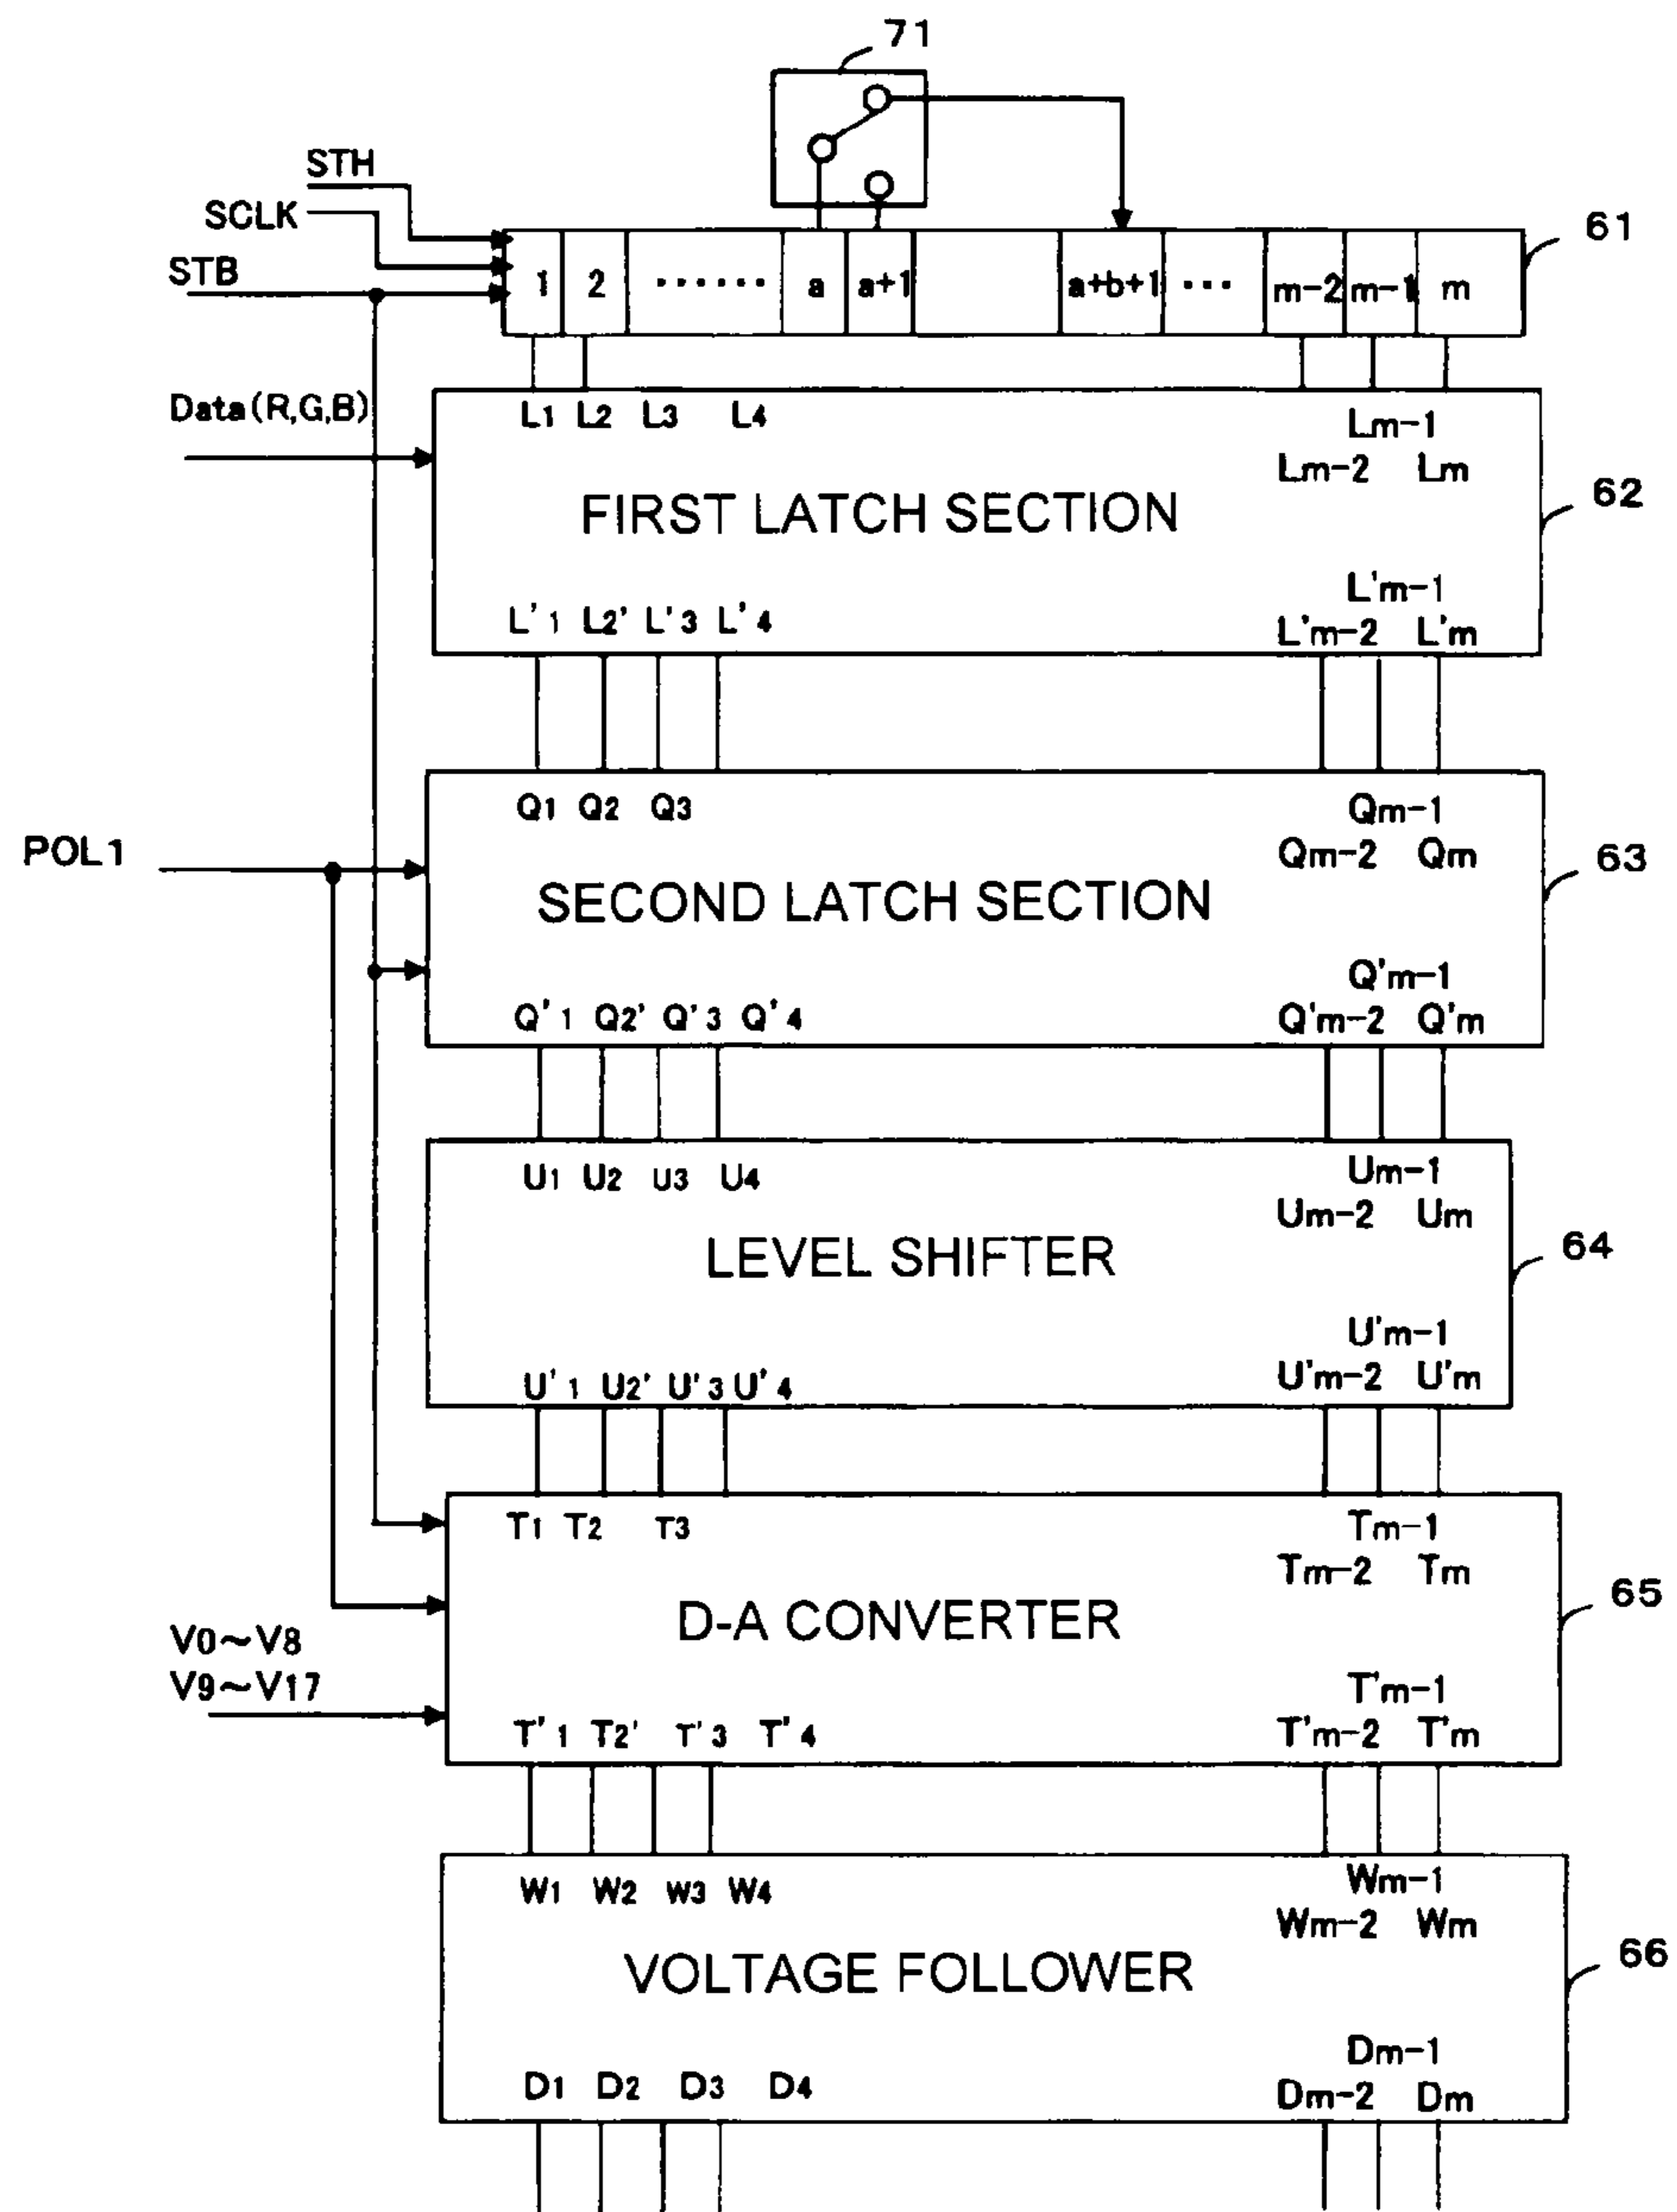 71
STH
SCLK
STB
61
1 2 ······ a a+1 a+b+1 ··· m-2 m-1 m
Data(R,G,B)
L1 L2 L3 L4 Lm-1
Lm-2 Lm
62
FIRST LATCH SECTION
L'm-1
L'1 L2' L'3 L'4 L'm-2 L'm
Q1 Q2 Q3 Qm-1
POL1
Qm-2 Qm
63
SECOND LATCH SECTION
Q'm-1
Q'1 Q2' Q'3 Q'4 Q'm-2 Q'm
U1 U2 U3 U4 Um-1
Um-2 Um
64
LEVEL SHIFTER
U'm-1
U'1 U2' U'3 U'4 U'm-2 U'm
T1 T2 T3 Tm-1
Tm-2 Tm
65
D-A CONVERTER
V0~V8
V9~V17
T'm-1
T'1 T2' T'3 T'4 T'm-2 T'm
W1 W2 W3 W4 Wm-1
Wm-2 Wm
66
VOLTAGE FOLLOWER
Dm-1
D1 D2 D3 D4 Dm-2 Dm